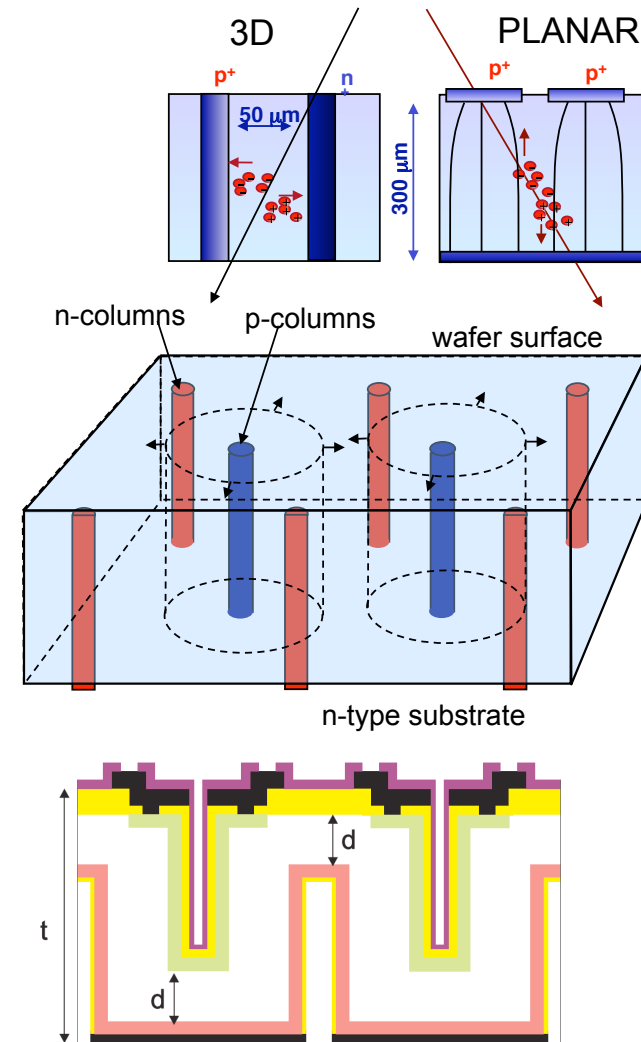 3D
PLANAR
p+
n
+
p+
p+
50 μm
300 μm
- - - - -
+ + + + +
- - - - -
+ + + + +
n-columns
p-columns
wafer surface
n-type substrate
d
t
d